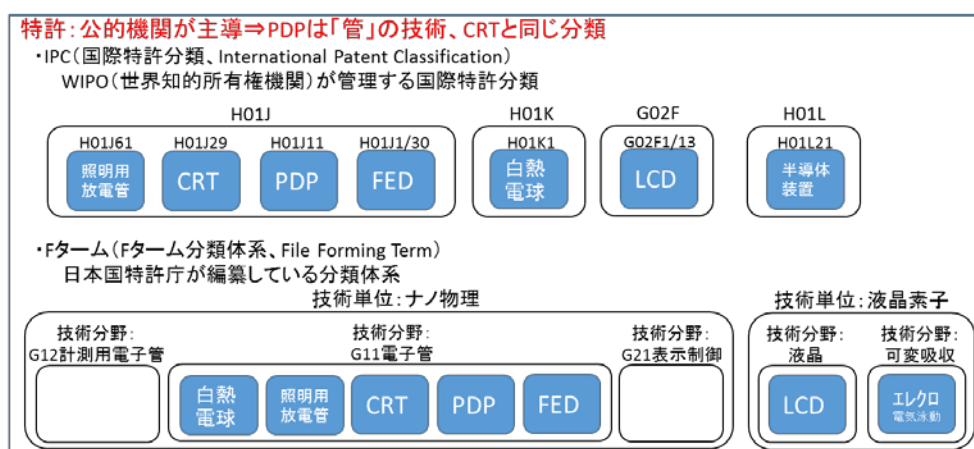 特許：公的機関が主導⇒PDPは「管」の技術、CRTと同じ分類
・IPC（国際特許分類、International Patent Classification）
WIPO（世界知的所有権機関）が管理する国際特許分類
H01J H01K G02F H01L
H01J61 H01J29 H01J11 H01J1/30 H01K1 G02F1/13 H01L21
照明用
放電管
CRT
PDP
FED
白熱
電球
LCD
半導体
装置
・Fターム（Fターム分類体系、File Forming Term）
日本国特許庁が編纂している分類体系
技術単位：ナノ物理
技術単位：液晶素子
技術分野：
G12計測用電子管
技術分野：
G11電子管
技術分野：
G21表示制御
技術分野：
液晶
技術分野：
可変吸収
白熱
電球
照明用
放電管
CRT
PDP
FED
LCD
エレクロ
電気泳動